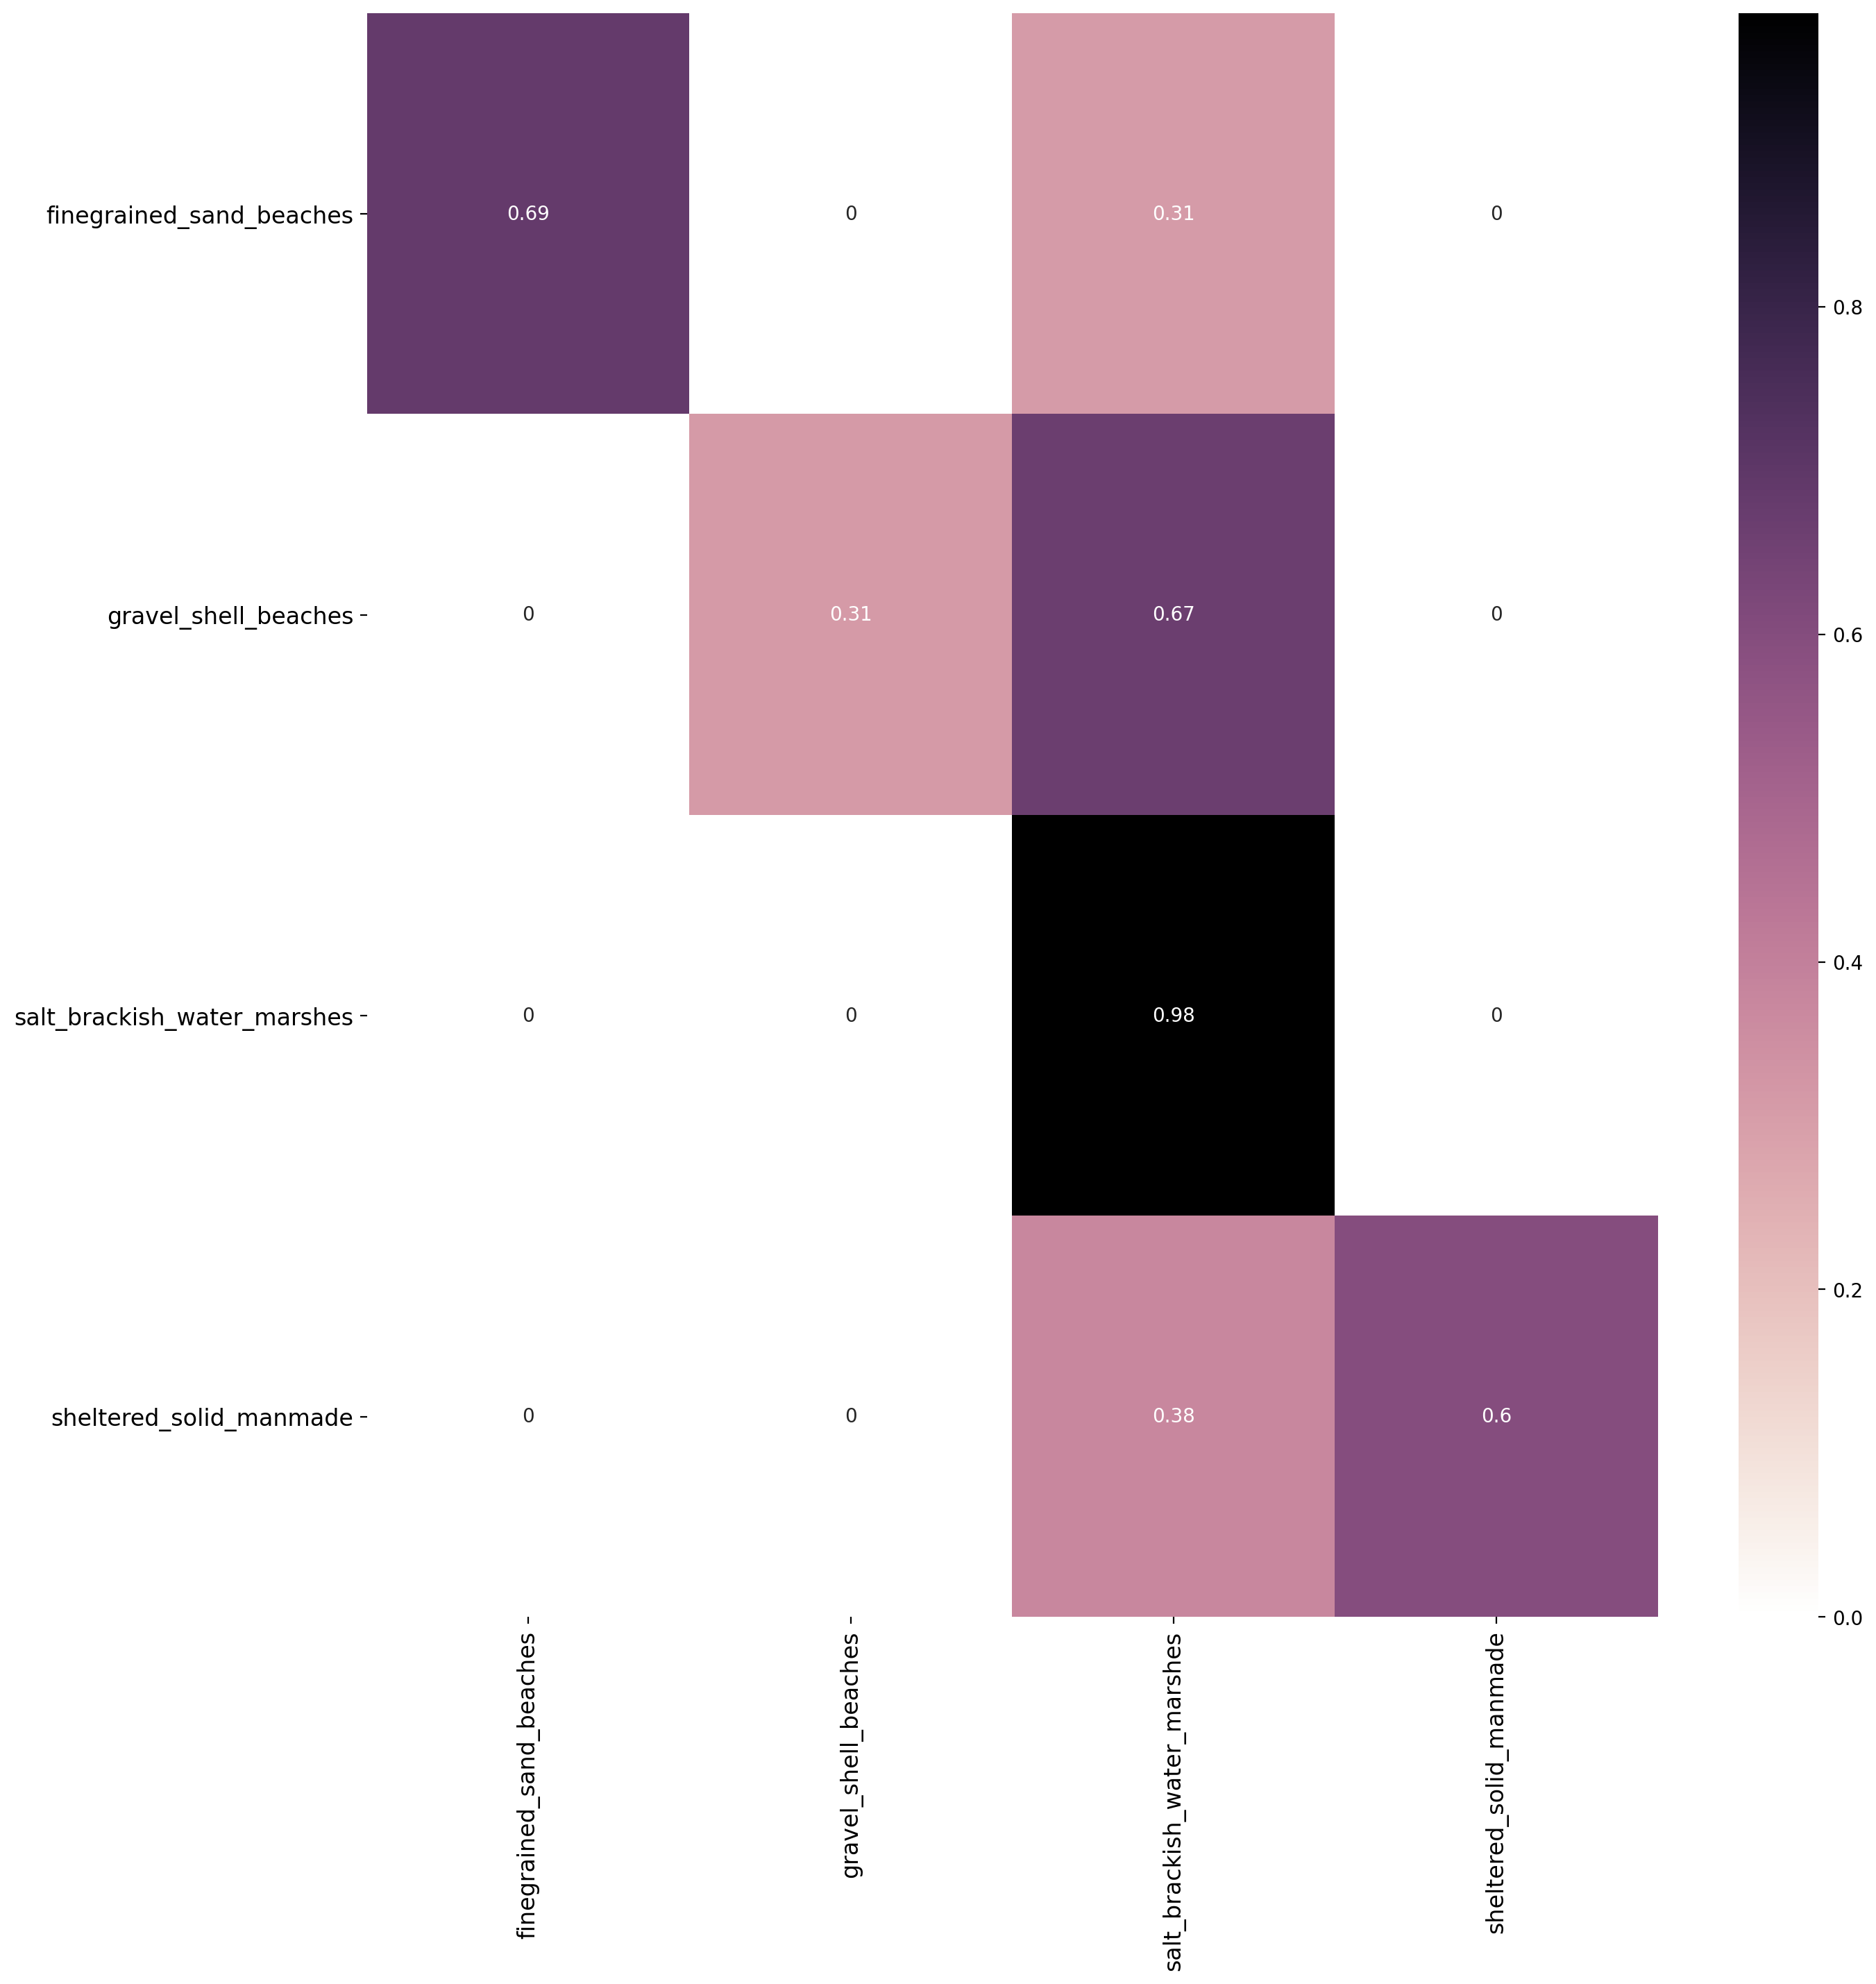 finegrained_sand_beaches 0.69 0 0.31 0
gravel_shell_beaches 0 0.31 0.67 0
salt_brackish_water_marshes 0 0 0.98 0
sheltered_solid_manmade 0 0 0.38 0.6
finegrained_sand_beaches
gravel_shell_beaches
salt_brackish_water_marshes
sheltered_solid_manmade
0.8
0.6
0.4
0.2
0.0